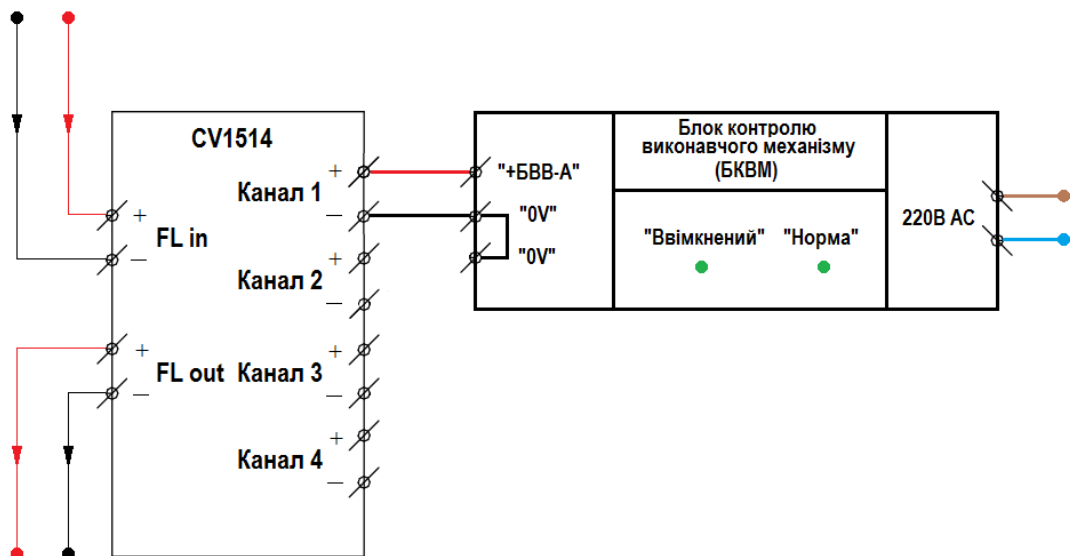 CV1514
+
Канал 1
−
+
FL in
−
+
Канал 2
−
+
FL out
−
+
Канал 3
−
+
Канал 4
−
"+БВВ-А"
"0V"
"0V"
Блок контролю
виконавчого механізму
(БКВМ)
"Ввімкнений" "Норма"
220В АС